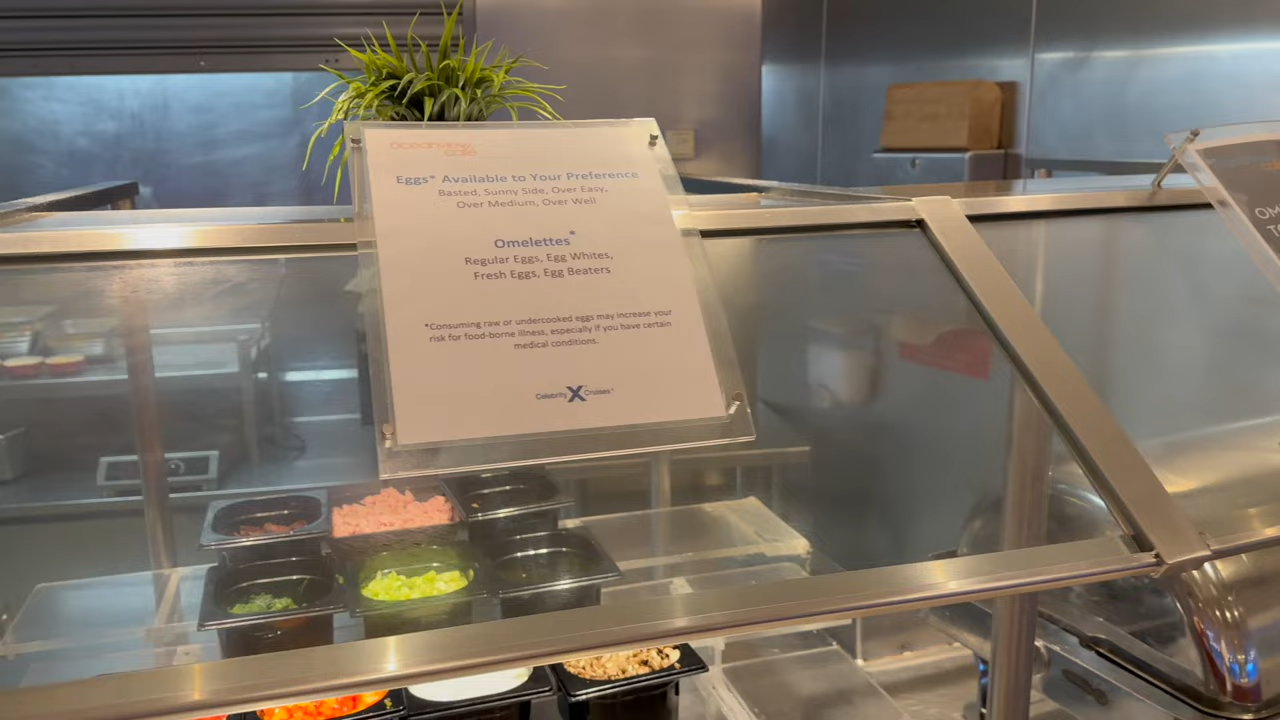 oceanview
café
Eggs* Available to Your Preference
Basted, Sunny Side, Over Easy,
Over Medium, Over Well
Omelettes*
Regular Eggs, Egg Whites,
Fresh Eggs, Egg Beaters
*Consuming raw or undercooked eggs may increase your
risk for food-borne illness, especially if you have certain
medical conditions.
Celebrity X Cruises®